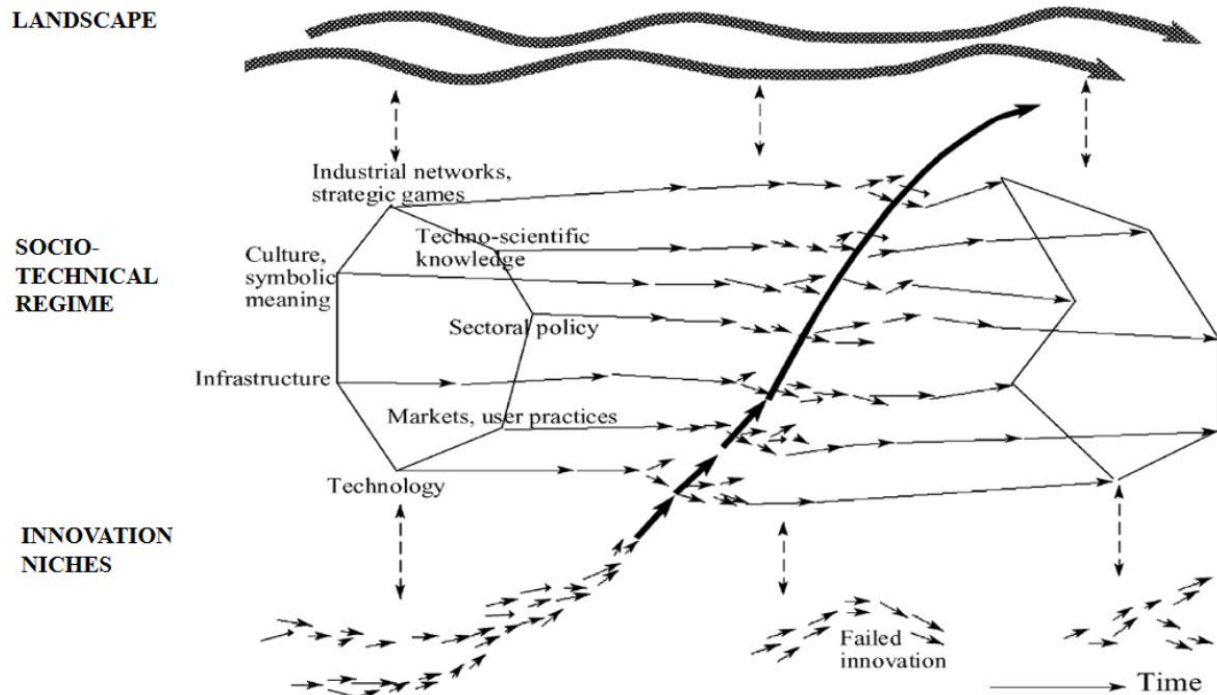 LANDSCAPE
Industrial networks,
strategic games
Techno-scientific
knowledge
SOCIO-
TECHNICAL
REGIME
Culture,
symbolic
meaning
Sectoral policy
Infrastructure
Markets, user practices
Technology
INNOVATION
NICHES
Failed
innovation
Time